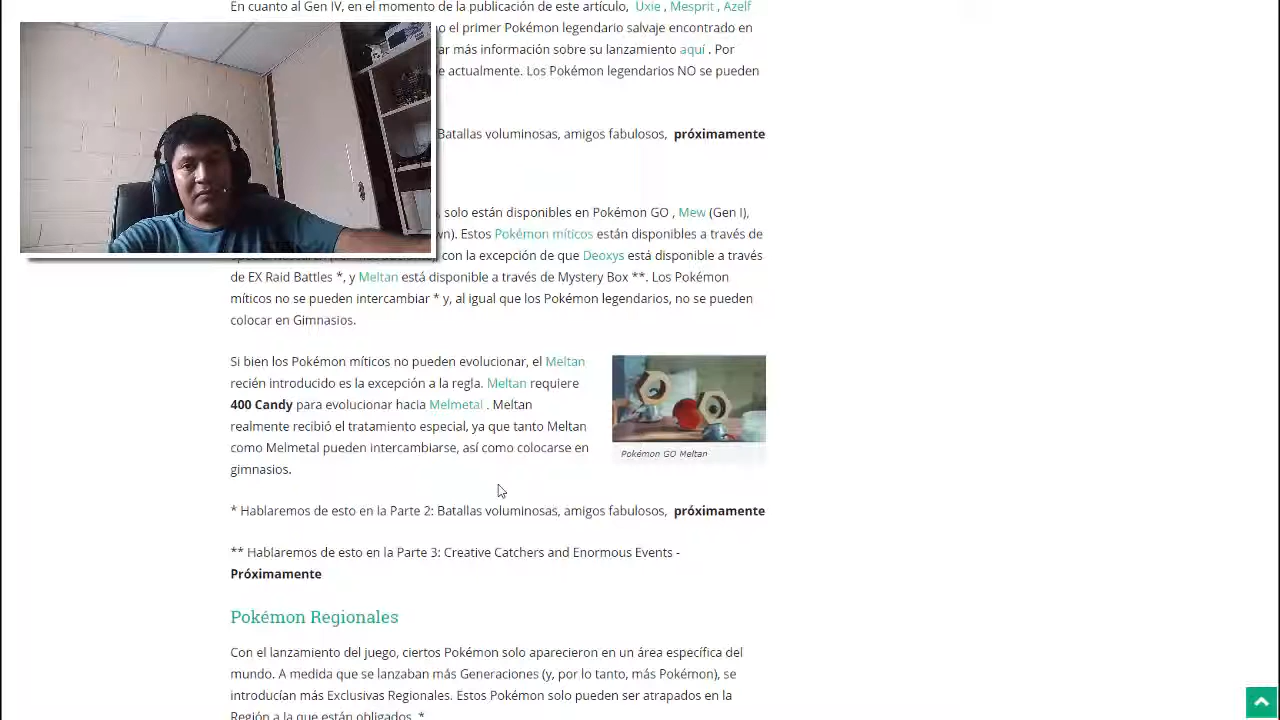 En cuanto al Gen IV, en el momento de la publicación de este artículo, Uxie , Mesprit , Azelf
o el primer Pokémon legendario salvaje encontrado en
ar más información sobre su lanzamiento aquí . Por
e actualmente. Los Pokémon legendarios NO se pueden
Batallas voluminosas, amigos fabulosos, próximamente
, solo están disponibles en Pokémon GO , Mew (Gen I),
wn). Estos Pokémon míticos están disponibles a través de
con la excepción de que Deoxys está disponible a través
de EX Raid Battles *, y Meltan está disponible a través de Mystery Box **. Los Pokémon
míticos no se pueden intercambiar * y, al igual que los Pokémon legendarios, no se pueden
colocar en Gimnasios.
Si bien los Pokémon míticos no pueden evolucionar, el Meltan
recién introducido es la excepción a la regla. Meltan requiere
400 Candy para evolucionar hacia Melmetal . Meltan
realmente recibió el tratamiento especial, ya que tanto Meltan
como Melmetal pueden intercambiarse, así como colocarse en
gimnasios.
Pokémon GO Meltan
* Hablaremos de esto en la Parte 2: Batallas voluminosas, amigos fabulosos, próximamente
** Hablaremos de esto en la Parte 3: Creative Catchers and Enormous Events -
Próximamente
Pokémon Regionales
Con el lanzamiento del juego, ciertos Pokémon solo aparecieron en un área específica del
mundo. A medida que se lanzaban más Generaciones (y, por lo tanto, más Pokémon), se
introducían más Exclusivas Regionales. Estos Pokémon solo pueden ser atrapados en la
Región a la que están obligados. *